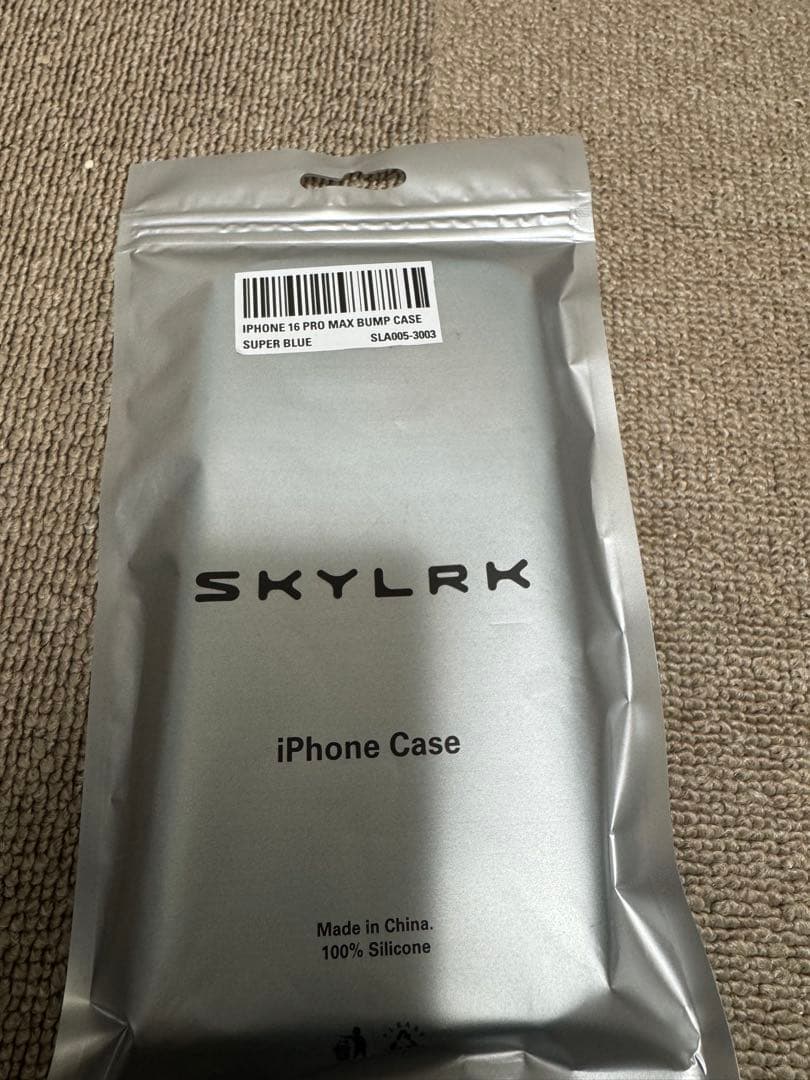 IPHONE 16 PRO MAX BUMP CASE
SUPER BLUE SLA005-3003
SKYLRK
iPhone Case
Made in China.
100% Silicone